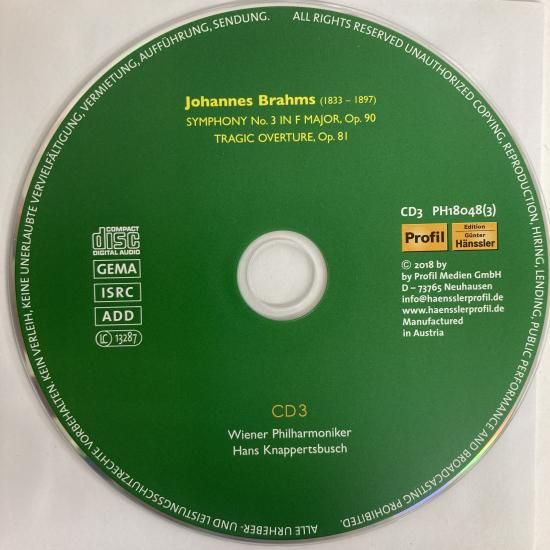 ALLE URHEBER- UND LEISTUNGSSCHUTZRECHTE VORBEHALTEN. KEIN VERLEIH, KEINE UNERLAUBTE VERVIELFÄLTIGUNG, VERMIETUNG, AUFFÜHRUNG, SENDUNG.
ALL RIGHTS RESERVED UNAUTHORIZED COPYING, REPRODUCTION, HIRING, LENDING, PUBLIC PERFORMANCE AND BROADCASTING PROHIBITED.
Johannes Brahms (1833 – 1897)
SYMPHONY No. 3 IN F MAJOR, Op. 90
TRAGIC OVERTURE, Op. 81
COMPACT
disc
DIGITAL AUDIO
GEMA
ISRC
ADD
LC 13287
CD3 PH18048(3)
Profil
Edition
Günter
Hänssler
© 2018 by
by Profil Medien GmbH
D – 73765 Neuhausen
info@haensslerprofil.de
www.haensslerprofil.de
Manufactured
in Austria
CD 3
Wiener Philharmoniker
Hans Knappertsbusch